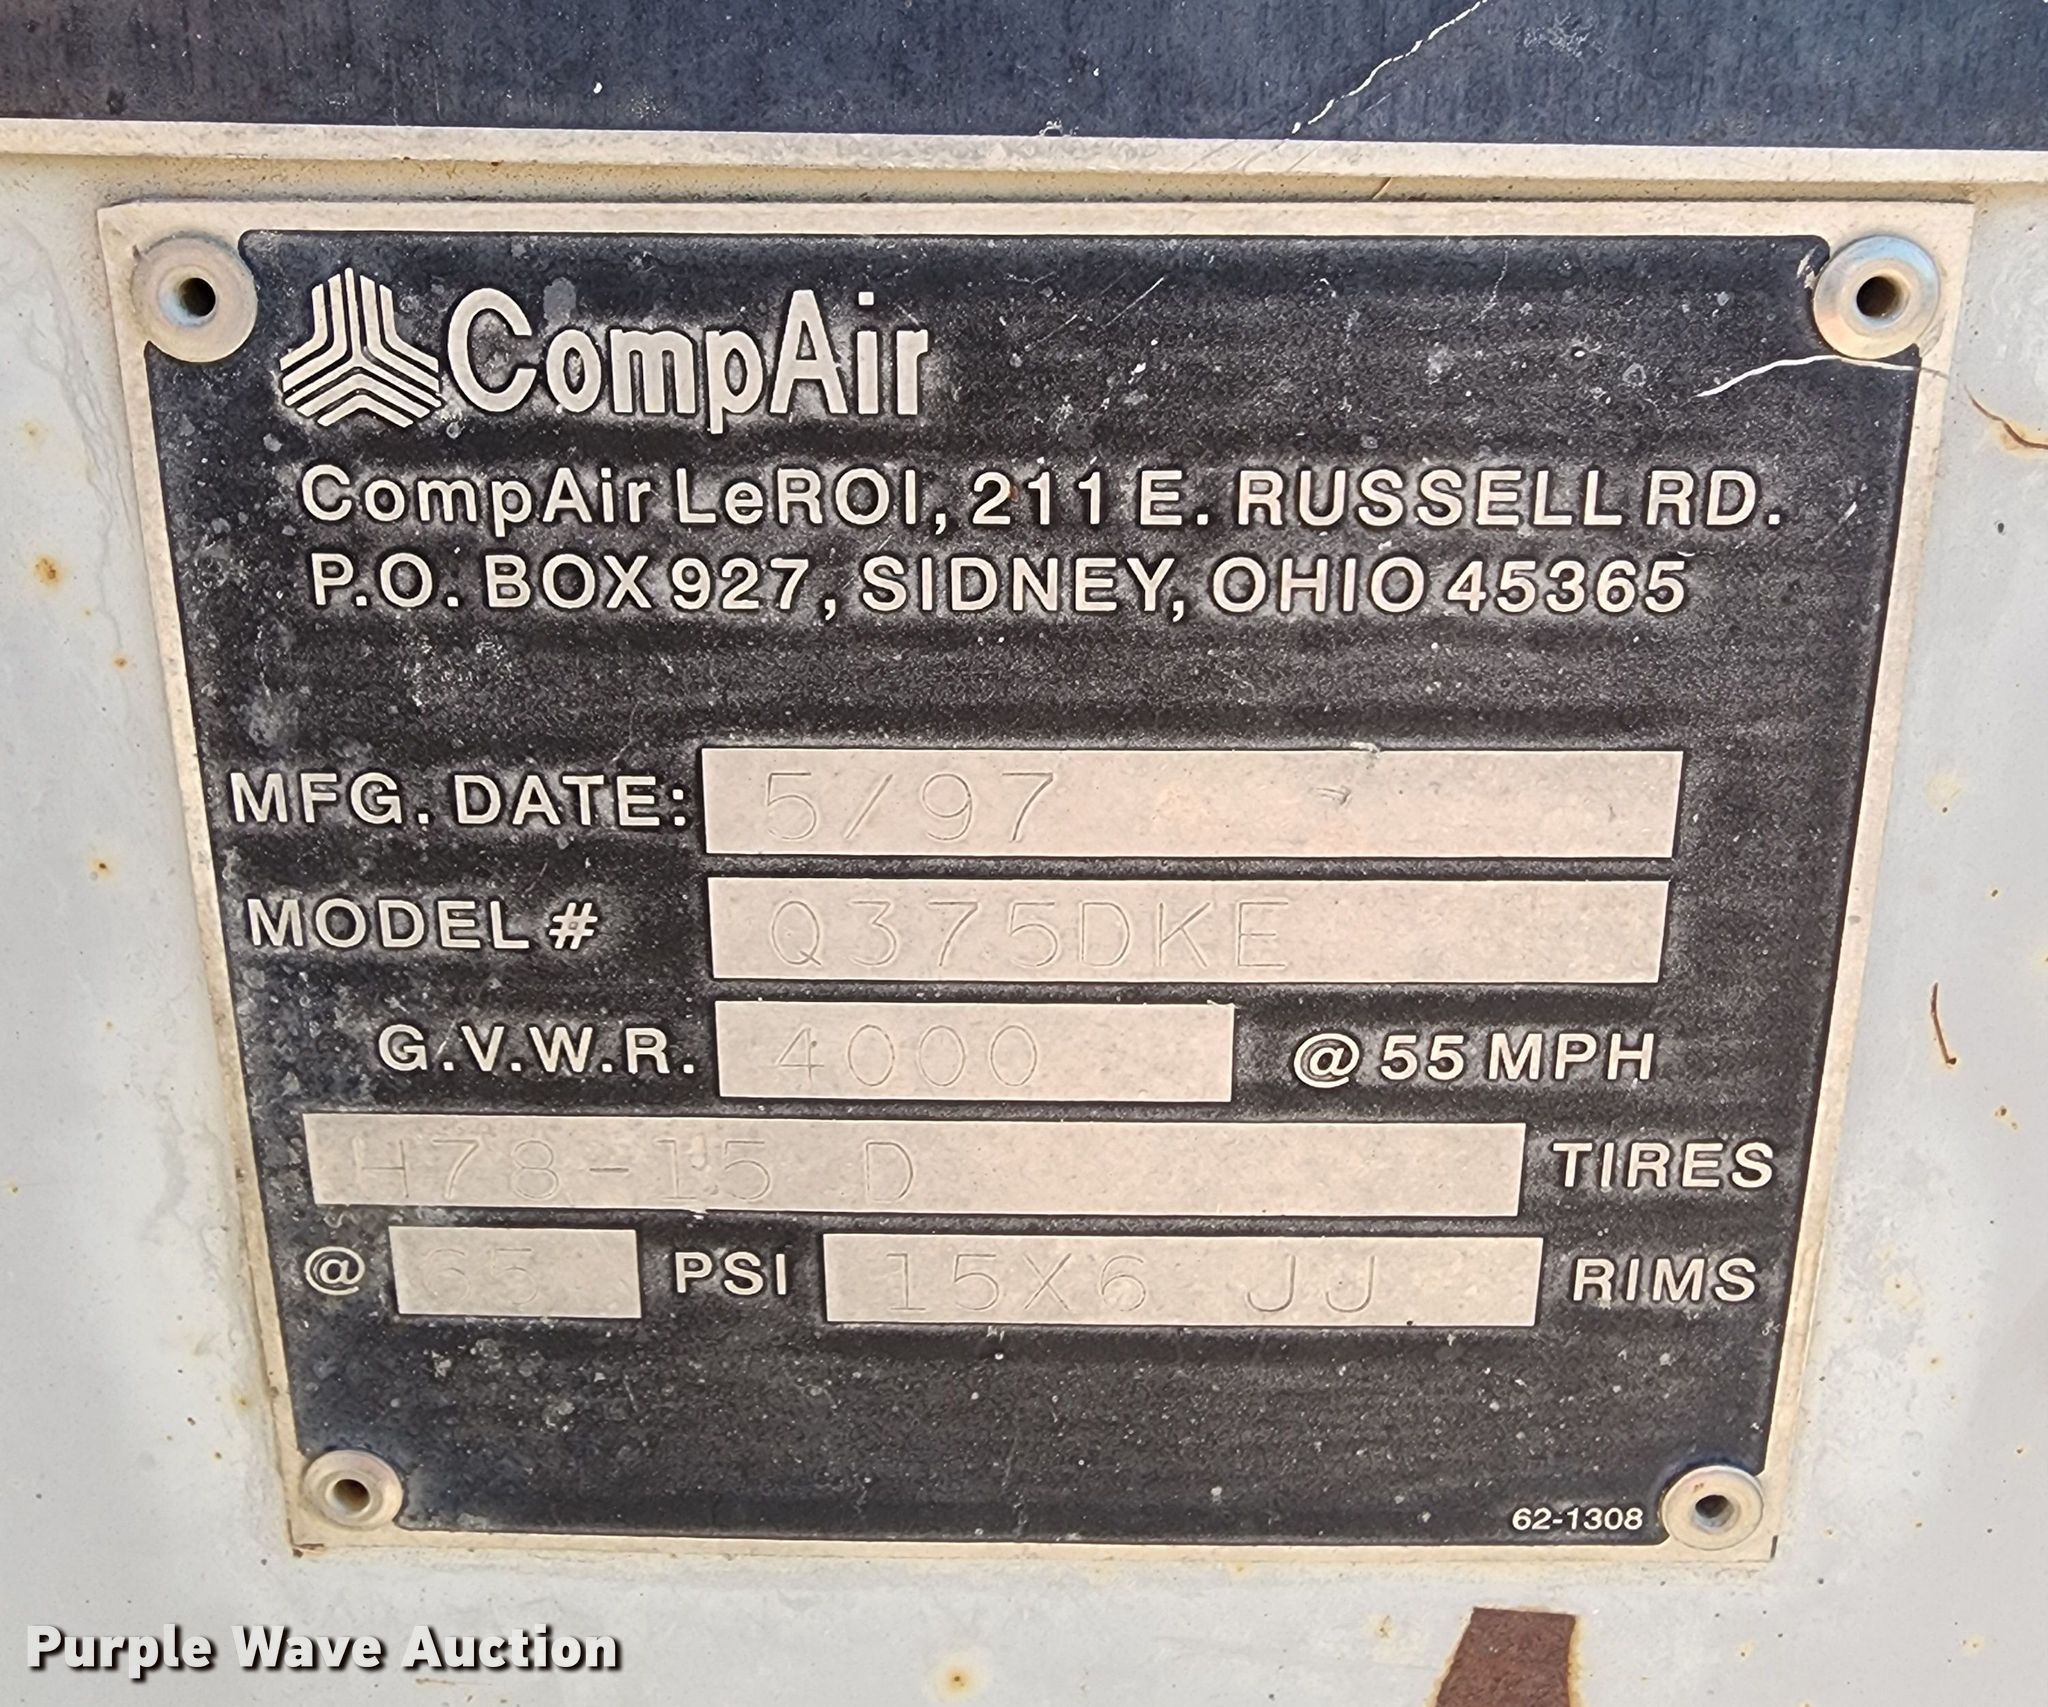 CompAir
CompAir LeROI, 211 E. RUSSELL RD.
P.O. BOX 927, SIDNEY, OHIO 45365
MFG. DATE: 5/97
MODEL # Q375DKE
G.V.W.R. 4000 @ 55 MPH
H78-15 D TIRES
@ 65 PSI 15X6 JJ RIMS
62-1308
Purple Wave Auction